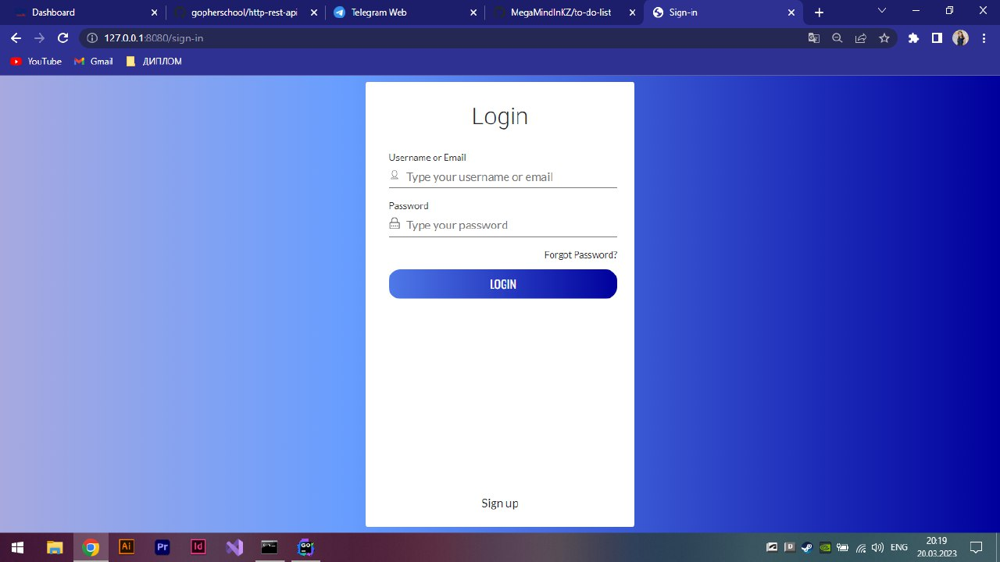 Dashboard
gopherschool/http-rest-api
Telegram Web
MegaMindInKZ/to-do-list
Sign-in
127.0.0.1:8080/sign-in
YouTube
Gmail
ДИПЛОМ
Login
Username or Email
Type your username or email
Password
Type your password
Forgot Password?
LOGIN
Sign up
Ai
Pr
Id
GO
ENG
20:19
20.03.2023